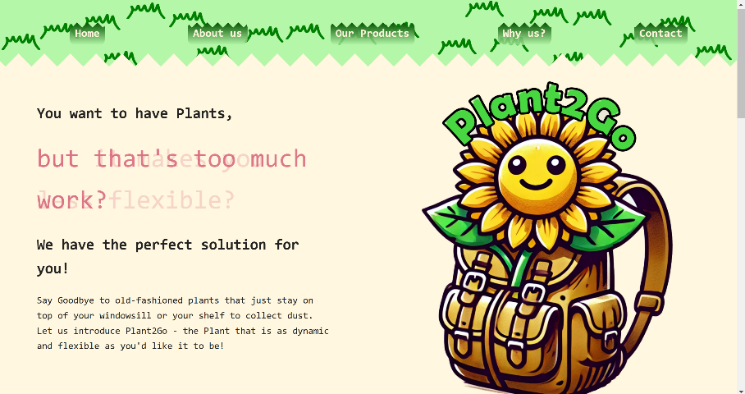 Home
About us
Our Products
Why us?
Contact
Plant2Go
You want to have Plants,
but that's too much
work?
We have the perfect solution for
you!
Say Goodbye to old-fashioned plants that just stay on
top of your windowsill or your shelf to collect dust.
Let us introduce Plant2Go - the Plant that is as dynamic
and flexible as you'd like it to be!